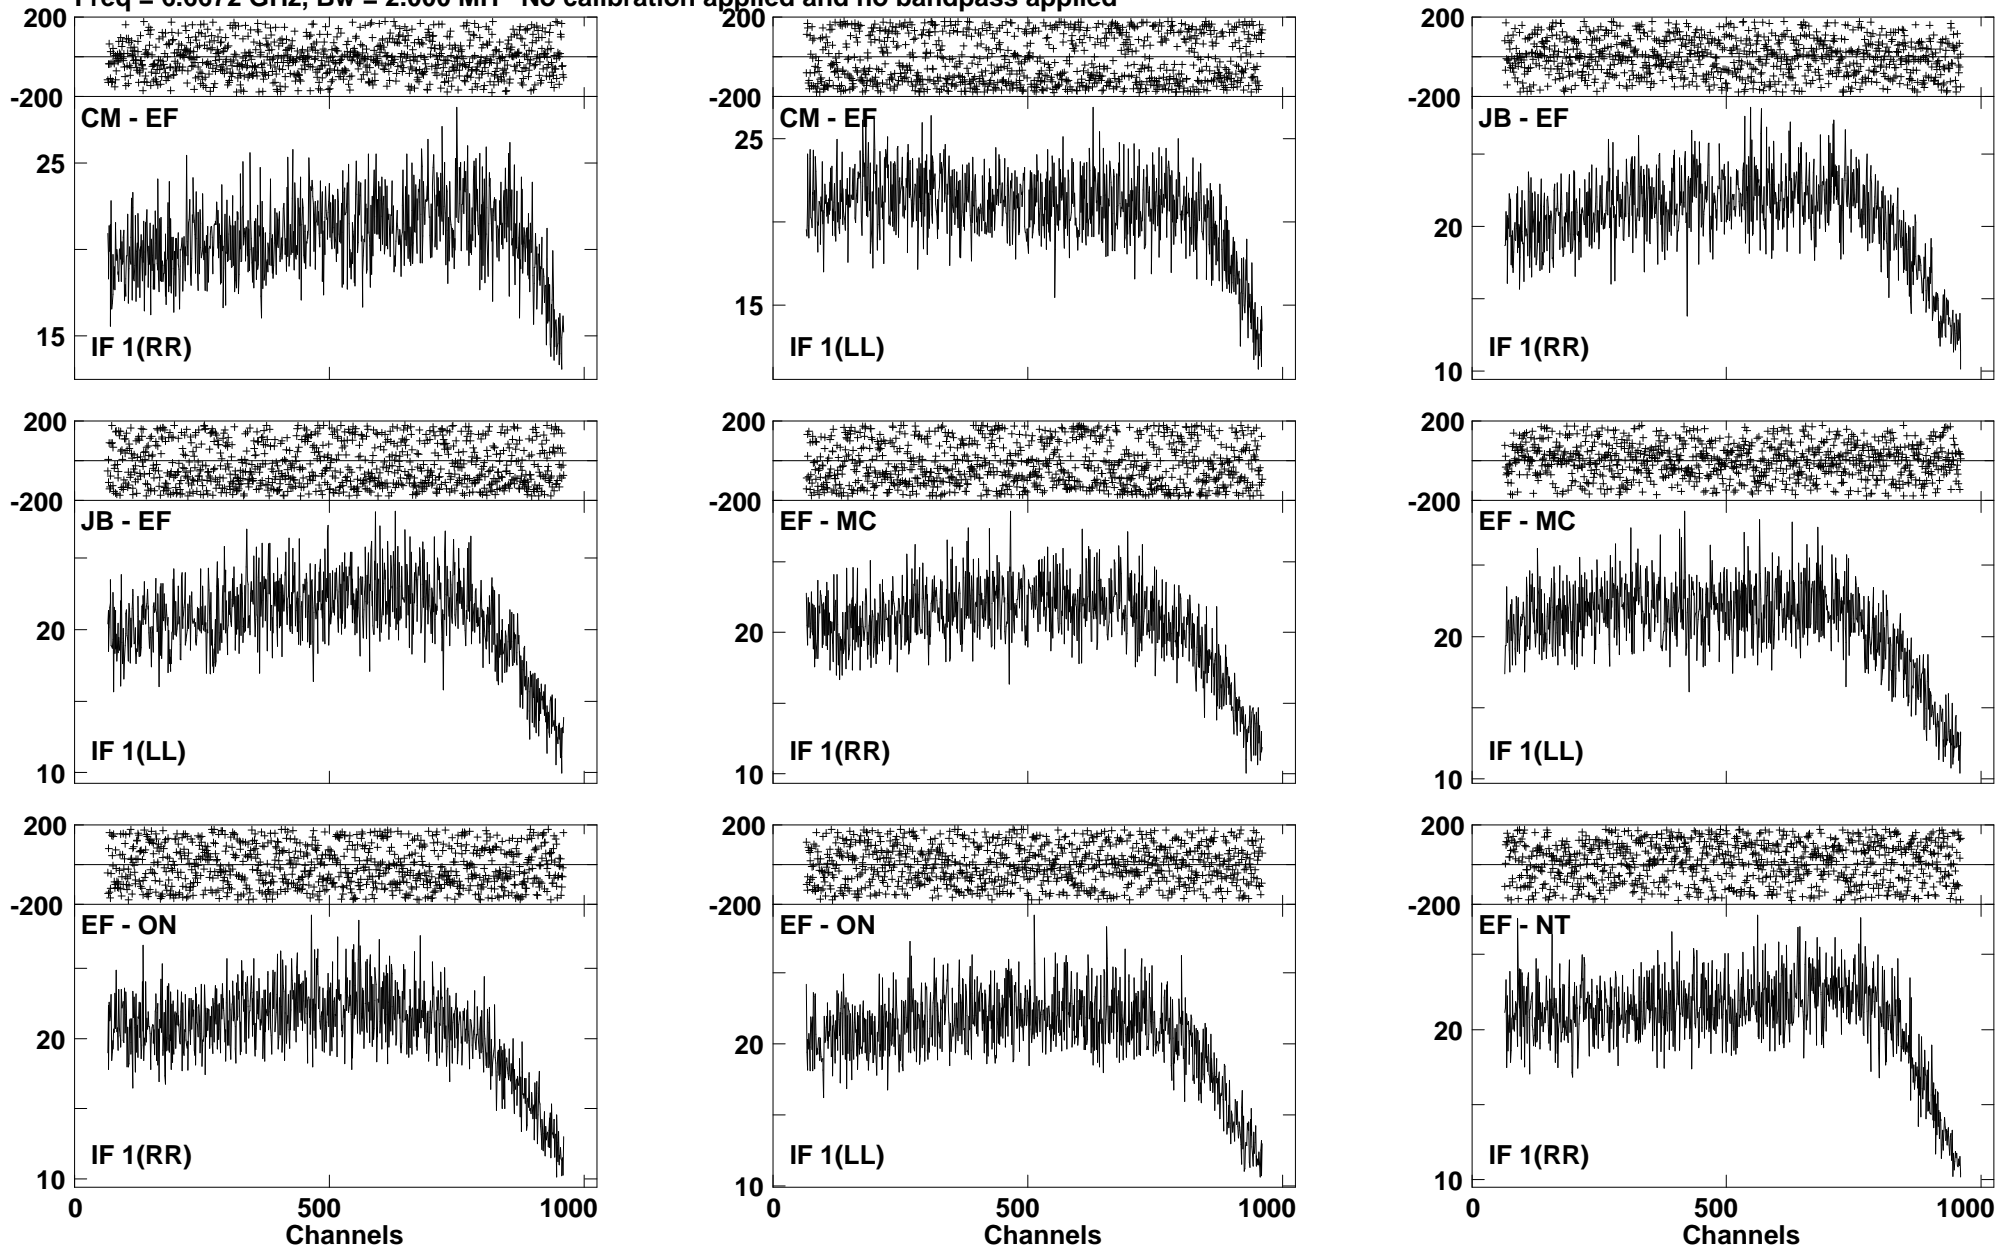 Freq = 6.6672 GHz, Bw = 2.000 MH No calibration applied and no bandpass applied
200 200 200
-200 -200 -200
CM - EF CM - EF JB - EF
25 25 20
15 15 10
IF 1(RR) IF 1(LL) IF 1(RR)
200 200 200
-200 -200 -200
JB - EF EF - MC EF - MC
20 20 20
IF 1(LL) IF 1(RR) IF 1(LL)
10 10 10
200 200 200
-200 -200 -200
EF - ON EF - ON EF - NT
20 20 20
IF 1(RR) IF 1(LL) IF 1(RR)
10 10 10
0 500 1000 0 500 1000 0 500 1000
Channels Channels Channels